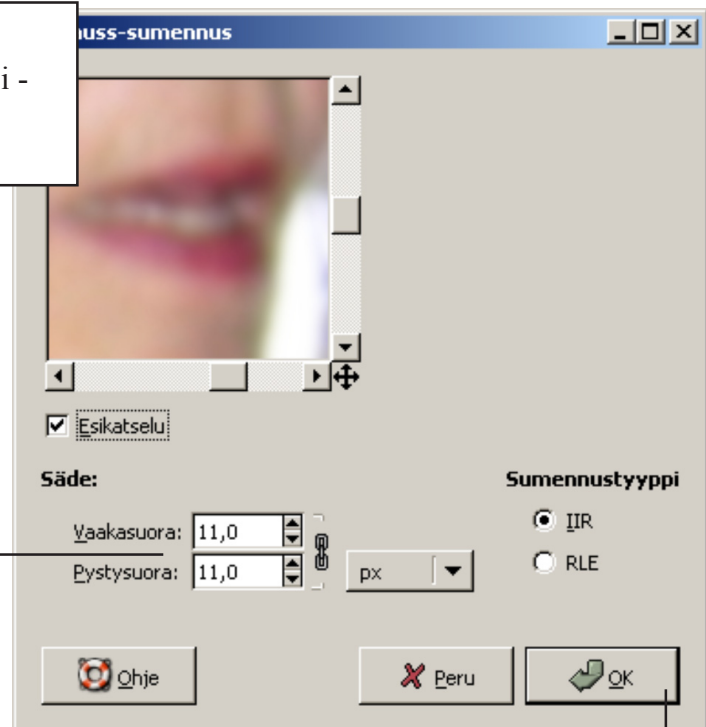 uss-sumennus
i -
Esikatselu
Säde:
Sumennustyyppi
Vaakasuora: 11,0
IIR
Pystysuora: 11,0
px
RLE
Ohje
Peru
OK